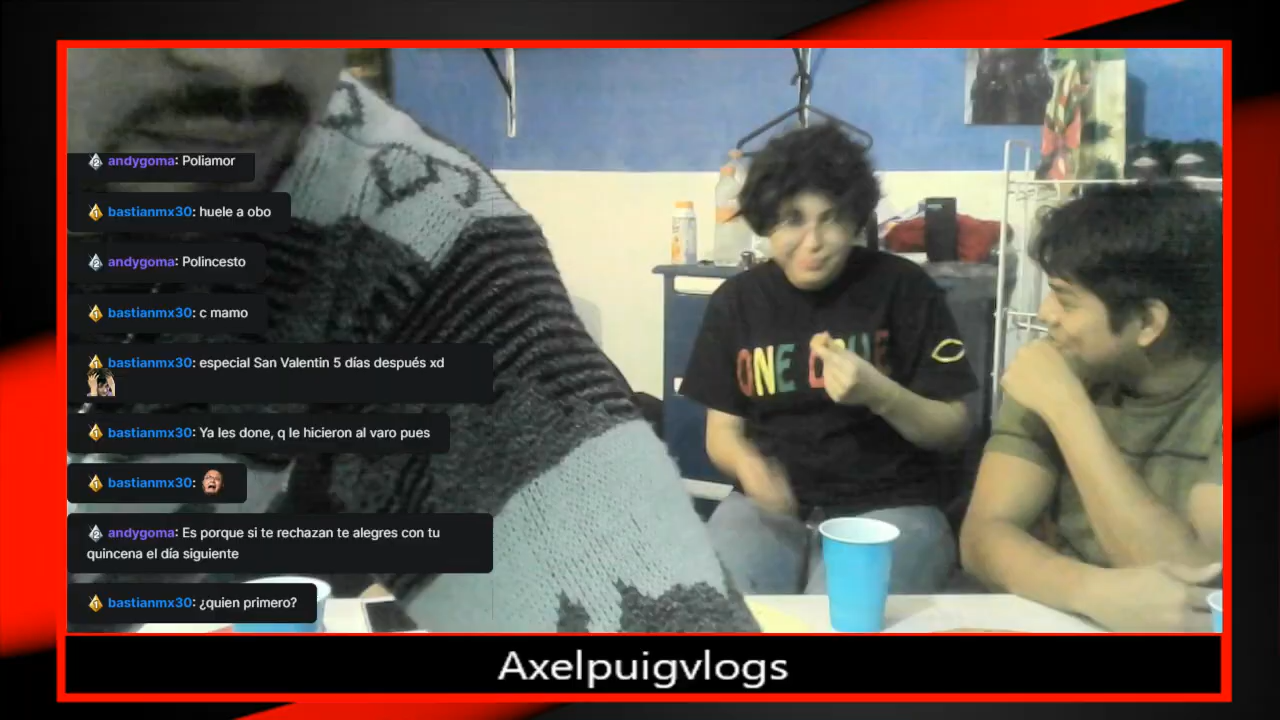 andygoma: Poliamor
bastianmx30: huele a obo
andygoma: Polincesto
bastianmx30: c mamo
bastianmx30: especial San Valentin 5 días después xd
bastianmx30: Ya les done, q le hicieron al varo pues
bastianmx30:
andygoma: Es porque si te rechazan te alegres con tu
quincena el día siguiente
bastianmx30: ¿quien primero?
ONE
Axelpuigvlogs